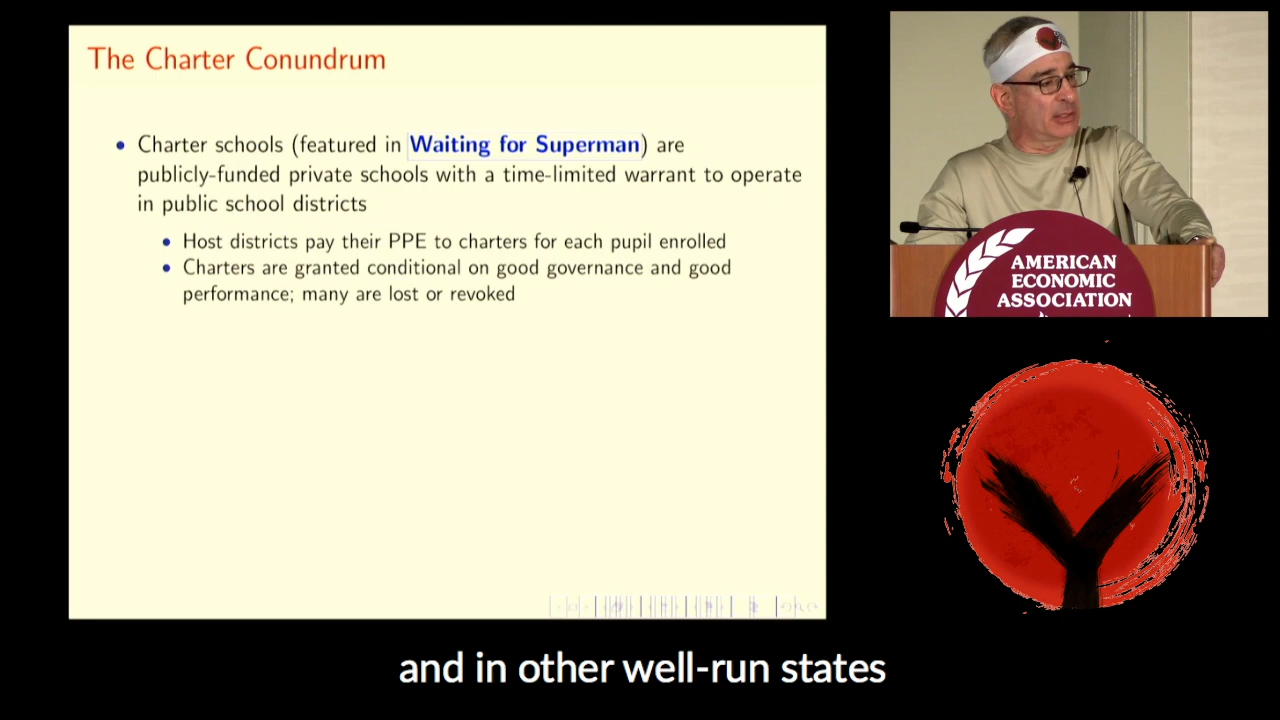 The Charter Conundrum
• Charter schools (featured in Waiting for Superman) are
publicly-funded private schools with a time-limited warrant to operate
in public school districts
• Host districts pay their PPE to charters for each pupil enrolled
• Charters are granted conditional on good governance and good
performance; many are lost or revoked
AMERICAN
ECONOMIC
ASSOCIATION
and in other well-run states